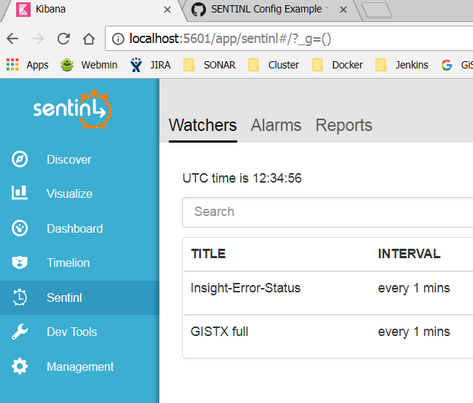 Kibana
SENTINL Config Example
localhost:5601/app/sentinl#/?_g=()
Apps Webmin JIRA SONAR Cluster Docker Jenkins
sentinL
Discover
Visualize
Dashboard
Timelion
Sentinl
Dev Tools
Management
Watchers Alarms Reports
UTC time is 12:34:56
Search
TITLE INTERVAL
Insight-Error-Status every 1 mins
GISTX full every 1 mins